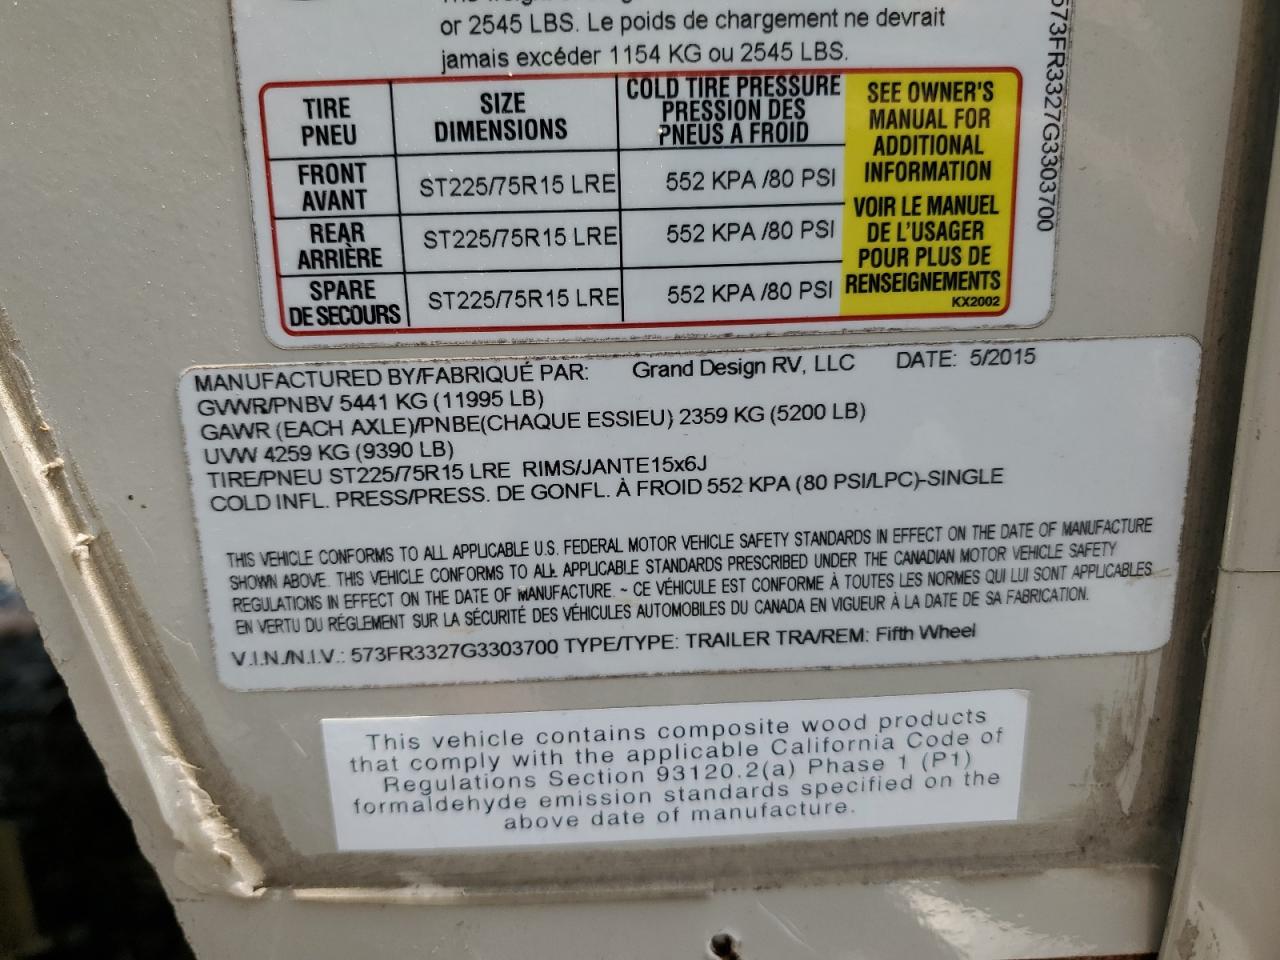 or 2545 LBS. Le poids de chargement ne devrait
jamais excéder 1154 KG ou 2545 LBS.
TIRE
PNEU
SIZE
DIMENSIONS
COLD TIRE PRESSURE
PRESSION DES
PNEUS A FROID
FRONT
AVANT
ST225/75R15 LRE
552 KPA /80 PSI
REAR
ARRIÈRE
ST225/75R15 LRE
552 KPA /80 PSI
SPARE
DE SECOURS
ST225/75R15 LRE
552 KPA /80 PSI
SEE OWNER'S
MANUAL FOR
ADDITIONAL
INFORMATION
VOIR LE MANUEL
DE L'USAGER
POUR PLUS DE
RENSEIGNEMENTS
KX2002
573FR3327G3303700
MANUFACTURED BY/FABRIQUÉ PAR: Grand Design RV, LLC DATE: 5/2015
GVWR/PNBV 5441 KG (11995 LB)
GAWR (EACH AXLE)/PNBE(CHAQUE ESSIEU) 2359 KG (5200 LB)
UVW 4259 KG (9390 LB)
TIRE/PNEU ST225/75R15 LRE RIMS/JANTE15x6J
COLD INFL. PRESS/PRESS. DE GONFL. À FROID 552 KPA (80 PSI/LPC)-SINGLE
THIS VEHICLE CONFORMS TO ALL APPLICABLE U.S. FEDERAL MOTOR VEHICLE SAFETY STANDARDS IN EFFECT ON THE DATE OF MANUFACTURE
SHOWN ABOVE. THIS VEHICLE CONFORMS TO ALL APPLICABLE STANDARDS PRESCRIBED UNDER THE CANADIAN MOTOR VEHICLE SAFETY
REGULATIONS IN EFFECT ON THE DATE OF MANUFACTURE. ~ CE VÉHICULE EST CONFORME À TOUTES LES NORMES QUI LUI SONT APPLICABLES
EN VERTU DU RÉGLEMENT SUR LA SÉCURITÉ DES VÉHICULES AUTOMOBILES DU CANADA EN VIGUEUR À LA DATE DE SA FABRICATION.
V.I.N./N.I.V.: 573FR3327G3303700 TYPE/TYPE: TRAILER TRA/REM: Fifth Wheel
This vehicle contains composite wood products
that comply with the applicable California Code of
Regulations Section 93120.2(a) Phase 1 (P1)
formaldehyde emission standards specified on the
above date of manufacture.